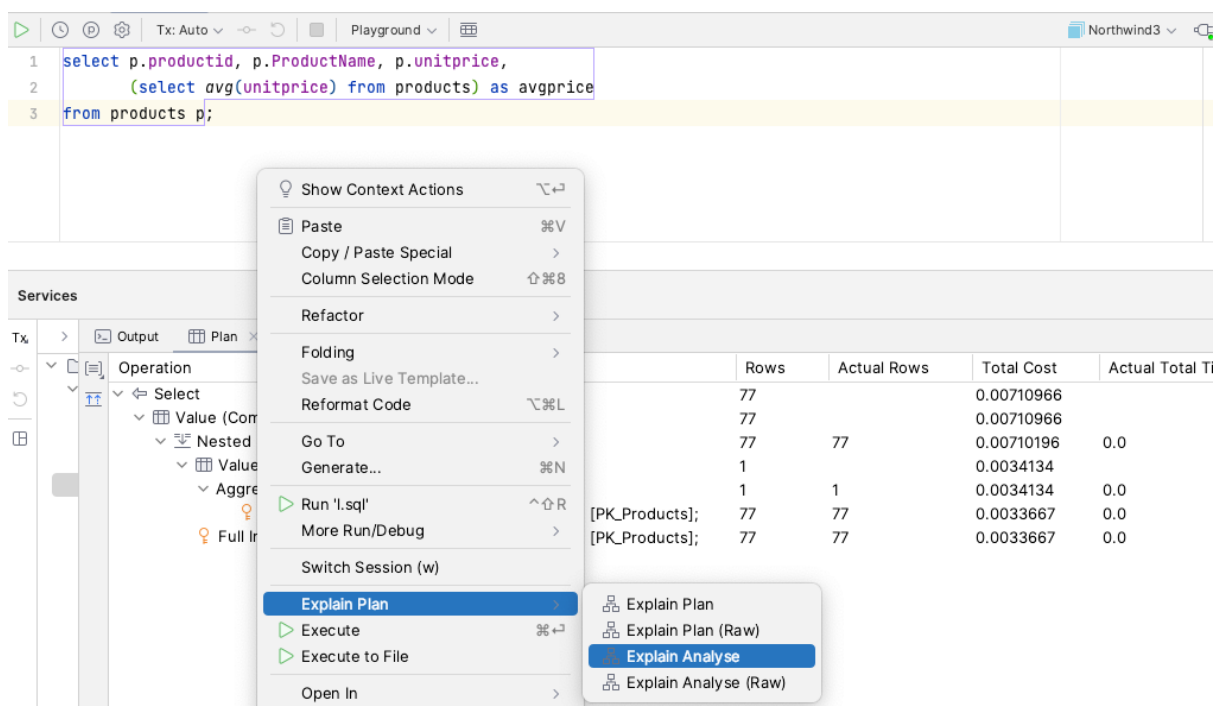 Tx: Auto Playground Northwind3
1 select p.productid, p.ProductName, p.unitprice,
2 (select avg(unitprice) from products) as avgprice
3 from products p;
Show Context Actions ⌥⏎
Paste ⌘V
Copy / Paste Special
Column Selection Mode ⇧⌘8
Services
Refactor
Tx Output Plan
Folding
Operation Rows Actual Rows Total Cost Actual Total Ti
Save as Live Template...
Select 77 0.00710966
Reformat Code ⌥⌘L
Value (Com 77 0.00710966
Go To
Nested 77 77 0.00710196 0.0
Generate... ⌘N
Value 1 0.0034134
Aggre 1 1 0.0034134 0.0
Run 'l.sql' ^⇧R
[PK_Products]; 77 77 0.0033667 0.0
More Run/Debug
Full In [PK_Products]; 77 77 0.0033667 0.0
Switch Session (w)
Explain Plan
Execute ⌘⏎
Execute to File
Open In
Explain Plan
Explain Plan (Raw)
Explain Analyse
Explain Analyse (Raw)